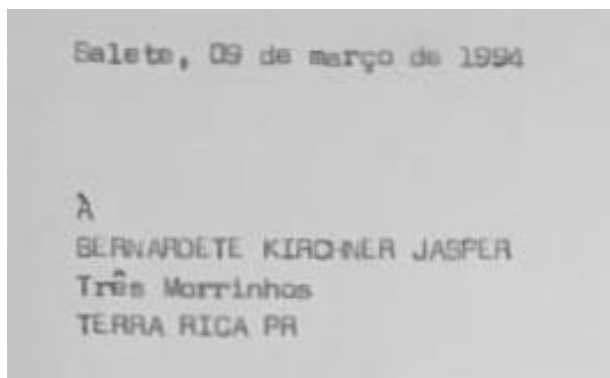 Salete, 09 de março de 1994
À
BERNARDETE KIRCHNER JASPER
Três Morrinhos
TERRA RICA PR